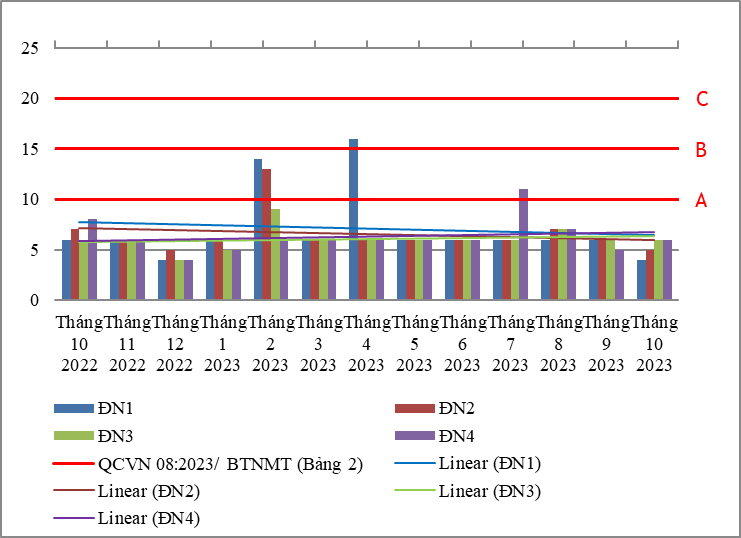 25
20
C
15
B
10
A
5
0
Tháng Tháng Tháng Tháng Tháng Tháng Tháng Tháng Tháng Tháng Tháng Tháng Tháng
10 11 12 1 2 3 4 5 6 7 8 9 10
2022 2022 2022 2023 2023 2023 2023 2023 2023 2023 2023 2023 2023
ĐN1 ĐN2
ĐN3 ĐN4
QCVN 08:2023/ BTNMT (Bảng 2) Linear (ĐN1)
Linear (ĐN2) Linear (ĐN3)
Linear (ĐN4)